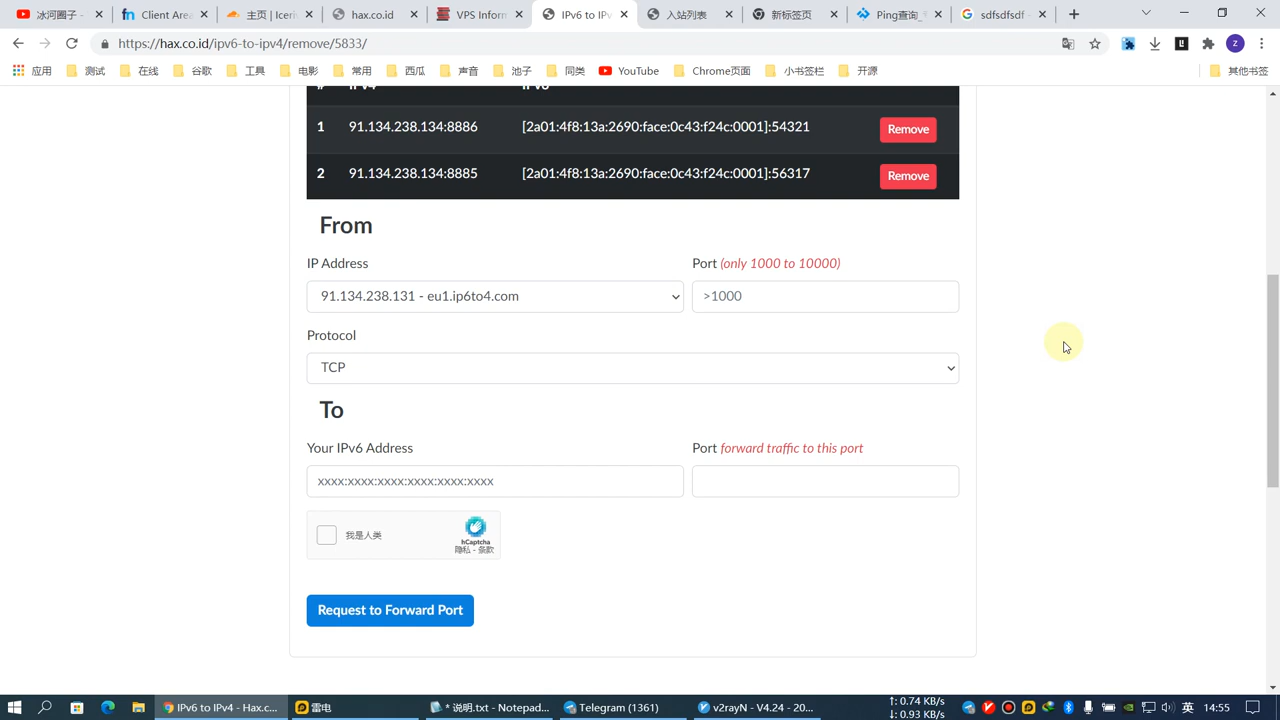 冰河圈子 -
Client Area
主页 | Iceri
hax.co.id
VPS Inform
IPv6 to IPv
入站列表
新标签页
Ping查询_
sdfsdfsdf -
https://hax.co.id/ipv6-to-ipv4/remove/5833/
应用
测试
在线
谷歌
工具
电影
常用
西瓜
声音
池子
同类
YouTube
Chrome页面
小书签栏
开源
其他书签
1 91.134.238.134:8886 [2a01:4f8:13a:2690:face:0c43:f24c:0001]:54321 Remove
2 91.134.238.134:8885 [2a01:4f8:13a:2690:face:0c43:f24c:0001]:56317 Remove
From
IP Address
Port (only 1000 to 10000)
91.134.238.131 - eu1.ip6to4.com
>1000
Protocol
TCP
To
Your IPv6 Address
Port forward traffic to this port
xxxx:xxxx:xxxx:xxxx:xxxx:xxxx
我是人类
hCaptcha
隐私 - 条款
Request to Forward Port
IPv6 to IPv4 - Hax.c...
雷电
* 说明.txt - Notepad...
Telegram (1361)
v2rayN - V4.24 - 20...
↑: 0.74 KB/s
↓: 0.93 KB/s
英
14:55